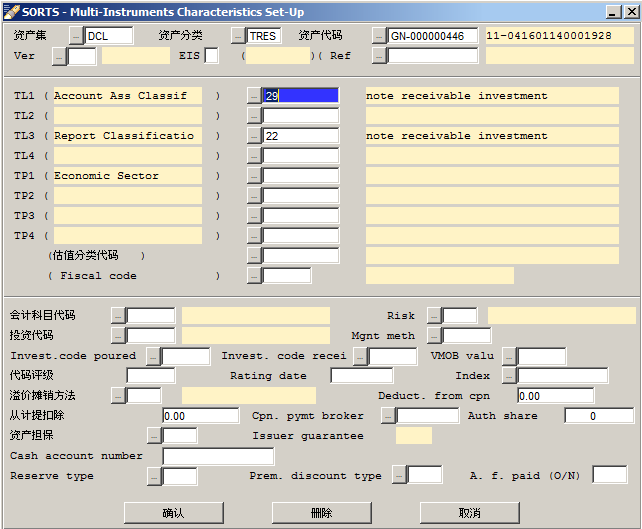 SORTS - Multi-Instruments Characteristics Set-Up
资产集 ... DCL 资产分类 ... TRES 资产代码 ... GN-000000446 11-041601140001928
Ver ... EIS ( )( Ref ...
TL1 ( Account Ass Classif ) ... 29 note receivable investment
TL2 ( ) ...
TL3 ( Report Classificatio ) ... 22 note receivable investment
TL4 ( ) ...
TP1 ( Economic Sector ) ...
TP2 ( ) ...
TP3 ( ) ...
TP4 ( ) ...
(估值分类代码 ) ...
( Fiscal code ) ...
会计科目代码 ... Risk ...
投资代码 ... Mgnt meth ...
Invest.code poured ... Invest. code recei ... VMOB valu ...
代码评级 Rating date Index ...
溢价摊销方法 ... Deduct. from cpn 0.00
从计提扣除 0.00 Cpn. pymt broker ... Auth share 0
资产担保 ... Issuer guarantee
Cash account number
Reserve type ... Prem. discount type ... A. f. paid (O/N)
确认 删除 取消